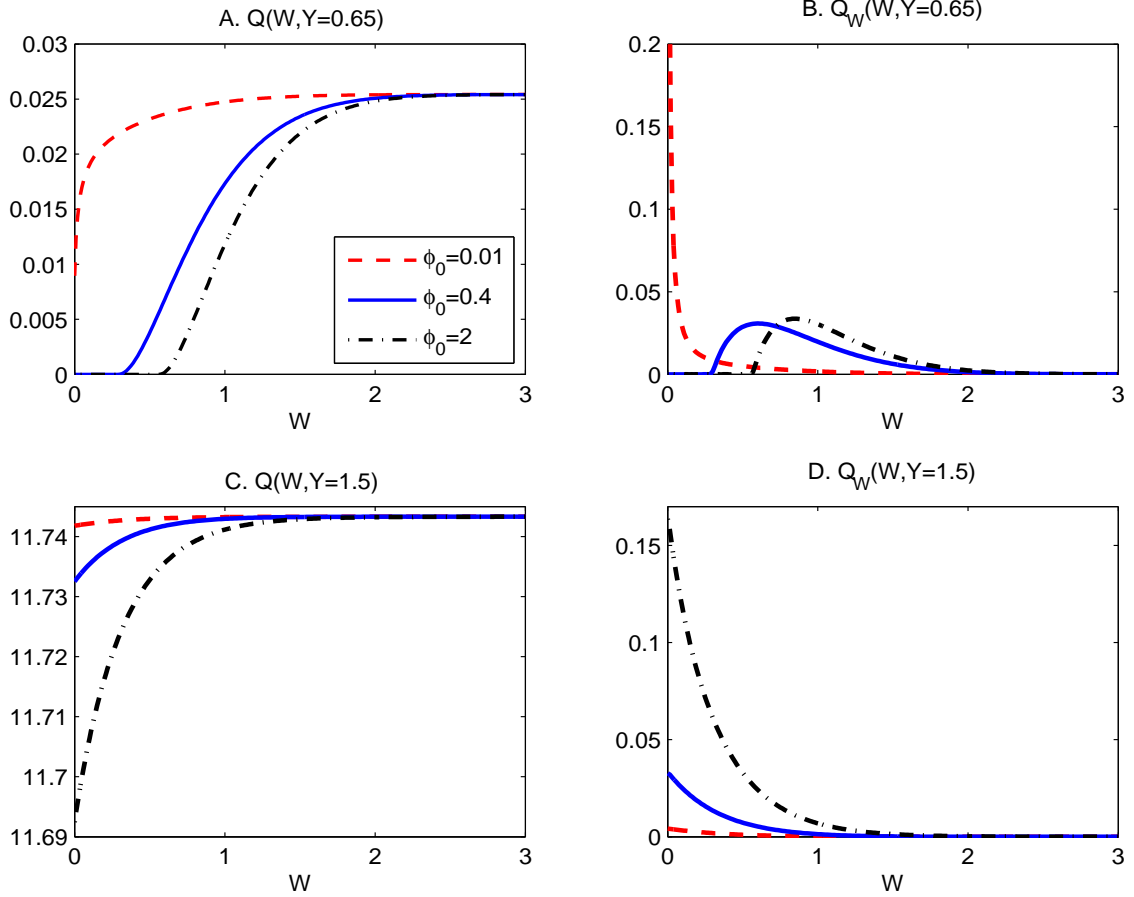 A. Q(W,Y=0.65)
0.03
0.025
0.02
0.015
0.01
0.005
0
0 1 2 3
W
ϕ₀=0.01
ϕ₀=0.4
ϕ₀=2
B. Q_W(W,Y=0.65)
0.2
0.15
0.1
0.05
0
0 1 2 3
W
C. Q(W,Y=1.5)
11.74
11.73
11.72
11.71
11.7
11.69
0 1 2 3
W
D. Q_W(W,Y=1.5)
0.15
0.1
0.05
0
0 1 2 3
W